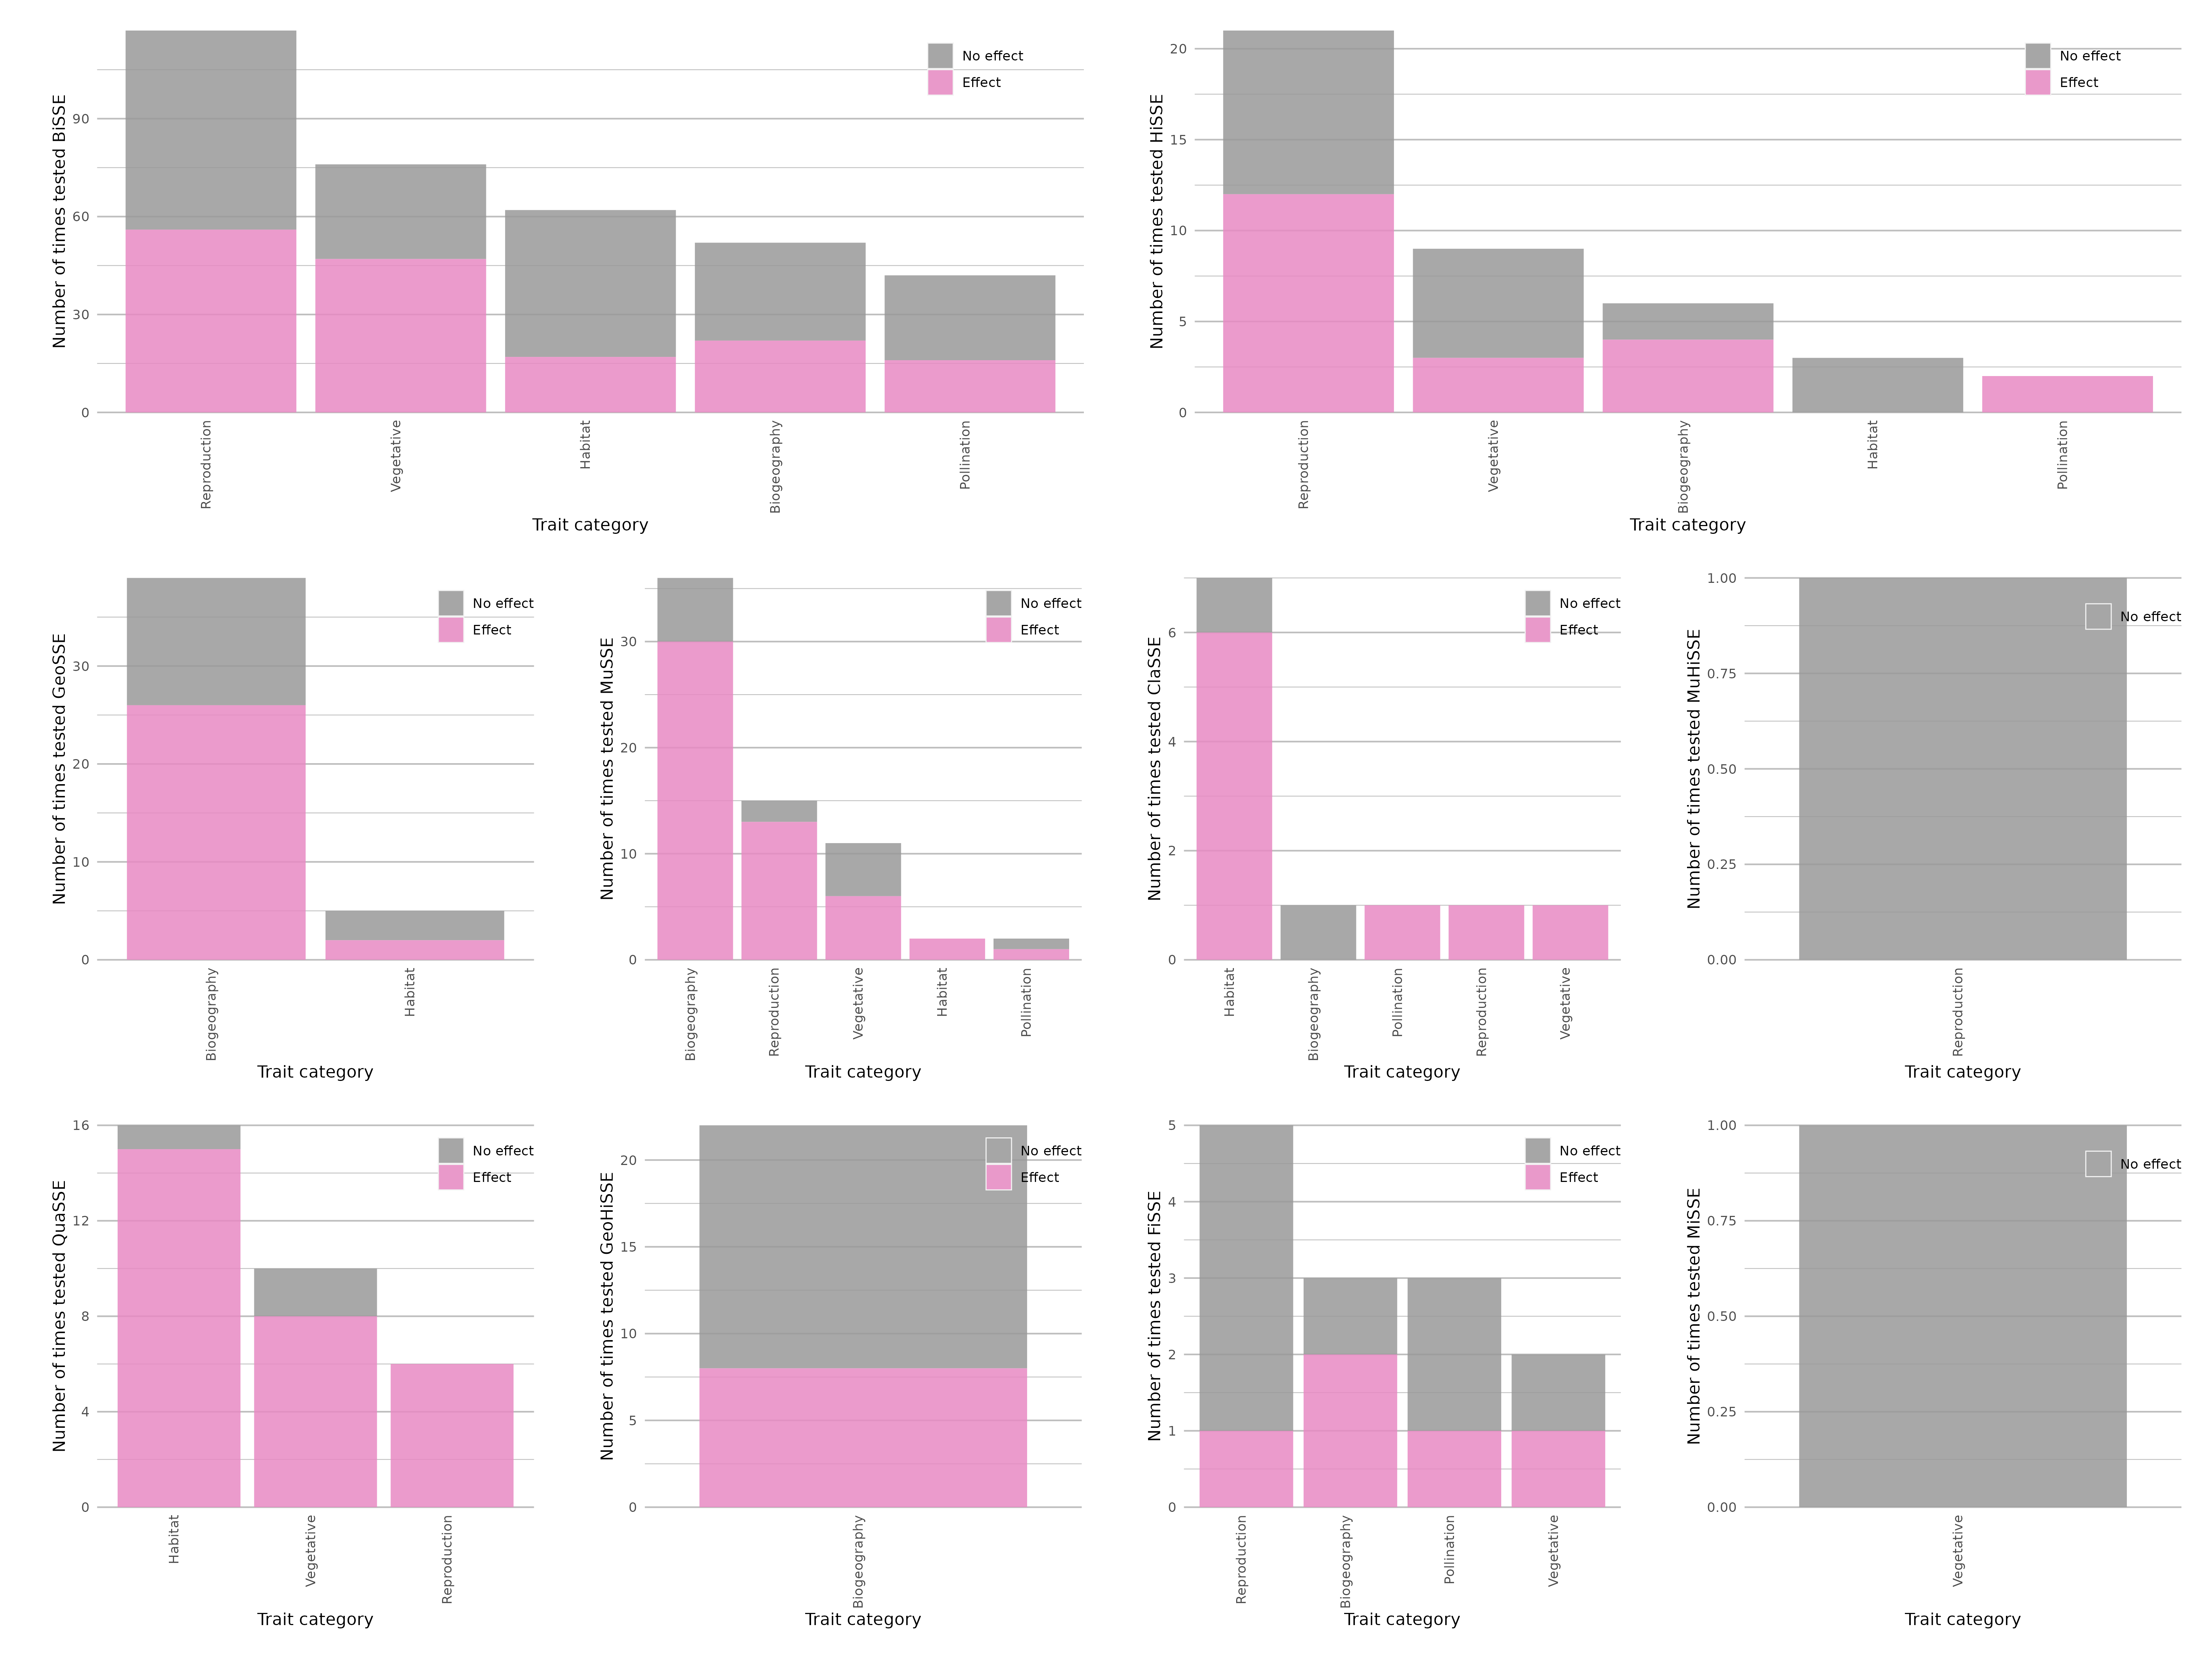 Number of times tested BiSSE
90
60
30
0
No effect
Effect
Reproduction
Vegetative
Habitat
Biogeography
Pollination
Trait category
Number of times tested HiSSE
20
15
10
5
0
No effect
Effect
Reproduction
Vegetative
Biogeography
Habitat
Pollination
Trait category
Number of times tested GeoSSE
30
20
10
0
No effect
Effect
Biogeography
Habitat
Trait category
Number of times tested MuSSE
30
20
10
0
No effect
Effect
Biogeography
Reproduction
Vegetative
Habitat
Pollination
Trait category
Number of times tested ClaSSE
6
4
2
0
No effect
Effect
Habitat
Biogeography
Pollination
Reproduction
Vegetative
Trait category
Number of times tested MuHiSSE
1.00
0.75
0.50
0.25
0.00
No effect
Reproduction
Trait category
Number of times tested QuaSSE
16
12
8
4
0
No effect
Effect
Habitat
Vegetative
Reproduction
Trait category
Number of times tested GeoHiSSE
20
15
10
5
0
No effect
Effect
Biogeography
Trait category
Number of times tested FiSSE
5
4
3
2
1
0
No effect
Effect
Reproduction
Biogeography
Pollination
Vegetative
Trait category
Number of times tested MiSSE
1.00
0.75
0.50
0.25
0.00
No effect
Vegetative
Trait category